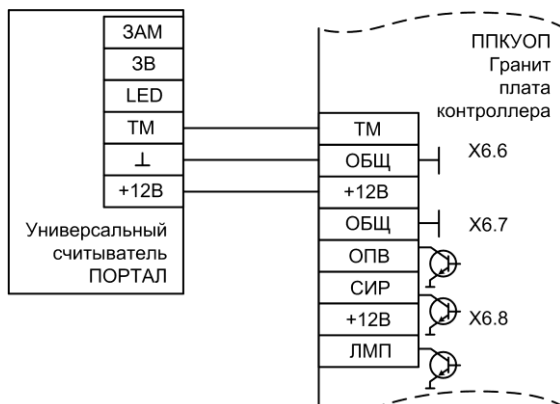 ЗАМ
ЗВ
LED
ТМ
⊥
+12В
Универсальный
считыватель
ПОРТАЛ
ППКУОП
Гранит
плата
контроллера
ТМ
ОБЩ
+12В
ОБЩ
ОПВ
СИР
+12В
ЛМП
X6.6
X6.7
X6.8